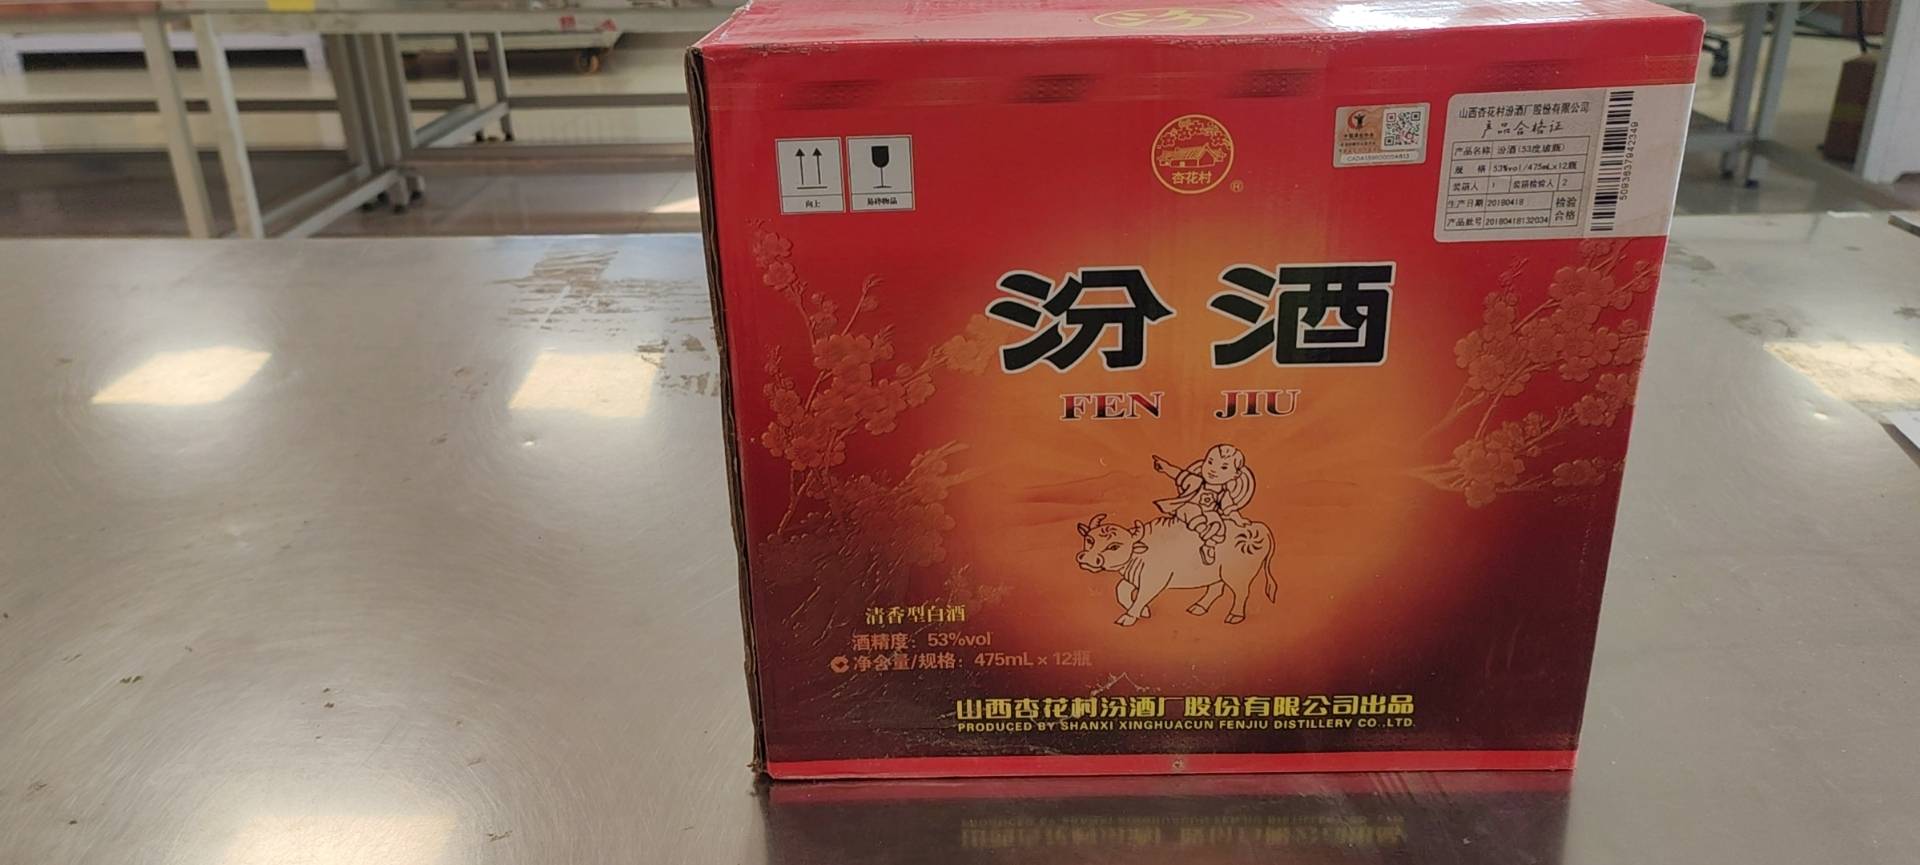 向上
易碎物品
杏花村
®
山西杏花村汾酒厂股份有限公司
产品合格证
产品名称 汾酒(53度玻瓶)
规 格 53%vol/475mL×12瓶
装箱人 1 装箱检验人 2
生产日期 20180418 检验
产品批号 20180418132034 合格
汾 酒
FEN JIU
清香型白酒
酒精度：53%vol
净含量/规格：475mL×12瓶
山西杏花村汾酒厂股份有限公司出品
PRODUCED BY SHANXI XINGHUACUN FENJIU DISTILLERY CO.,LTD.